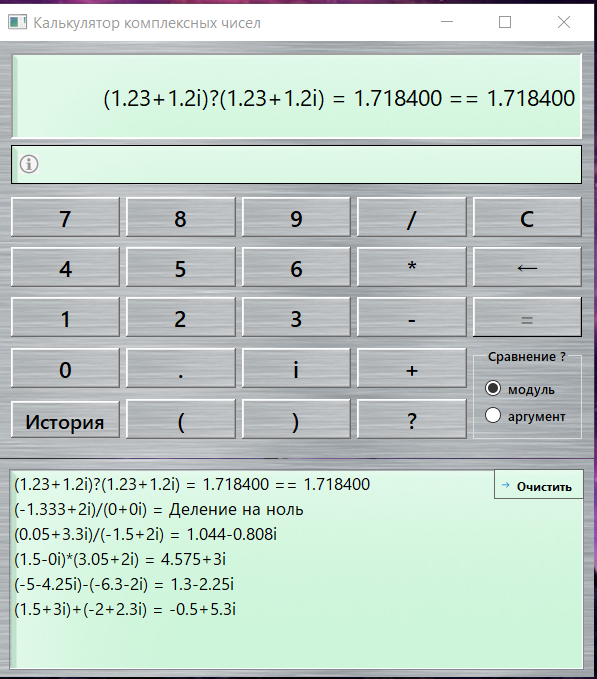 Калькулятор комплексных чисел
(1.23+1.2i)?(1.23+1.2i) = 1.718400 == 1.718400
7 8 9 / C
4 5 6 * ←
1 2 3 - =
0 . i +
Сравнение ?
модуль
аргумент
История ( ) ?
(1.23+1.2i)?(1.23+1.2i) = 1.718400 == 1.718400
→ Очистить
(-1.333+2i)/(0+0i) = Деление на ноль
(0.05+3.3i)/(-1.5+2i) = 1.044-0.808i
(1.5-0i)*(3.05+2i) = 4.575+3i
(-5-4.25i)-(-6.3-2i) = 1.3-2.25i
(1.5+3i)+(-2+2.3i) = -0.5+5.3i